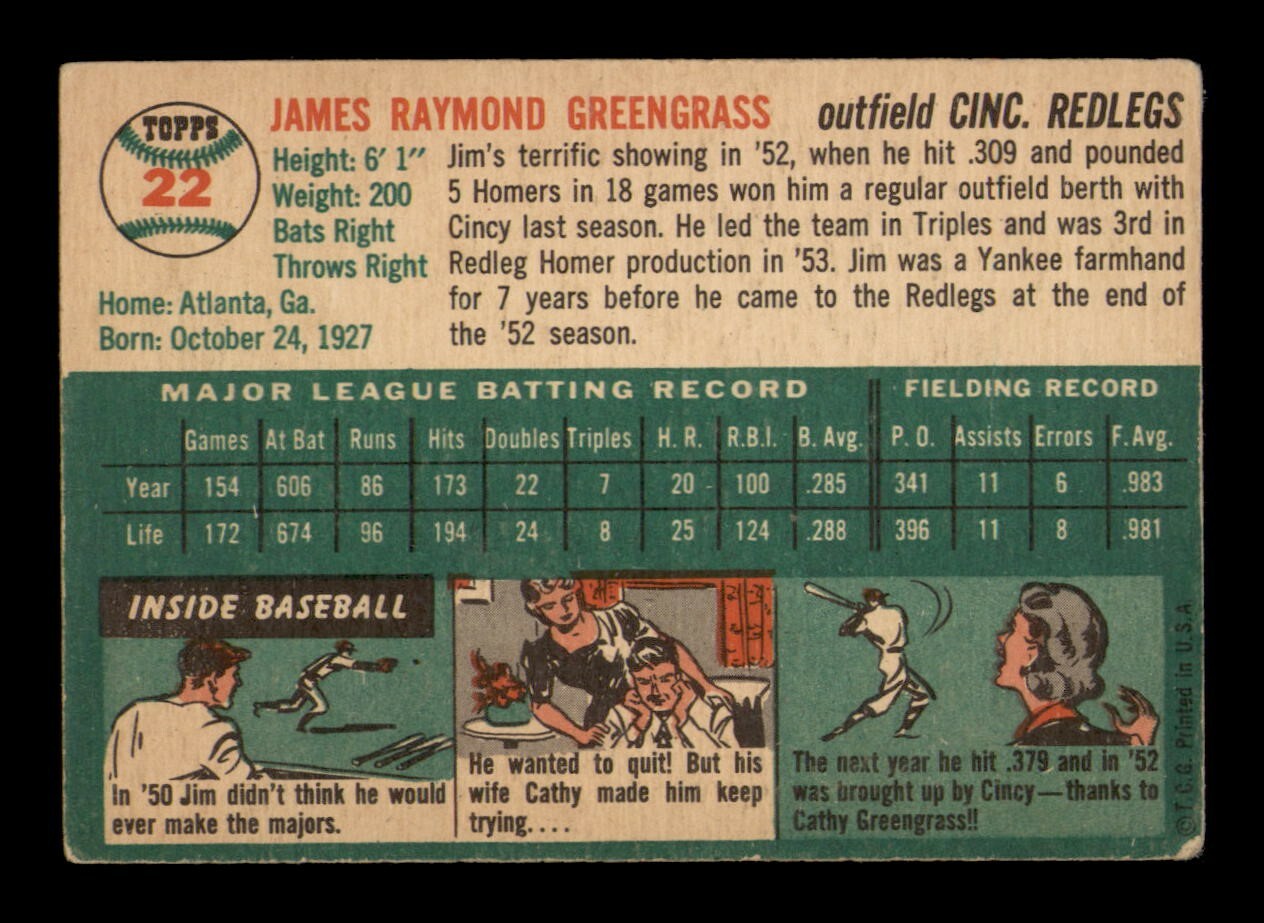 TOPPS
22
JAMES RAYMOND GREENGRASS outfield CINC. REDLEGS
Height: 6′ 1″
Weight: 200
Bats Right
Throws Right
Home: Atlanta, Ga.
Born: October 24, 1927
Jim's terrific showing in '52, when he hit .309 and pounded
5 Homers in 18 games won him a regular outfield berth with
Cincy last season. He led the team in Triples and was 3rd in
Redleg Homer production in '53. Jim was a Yankee farmhand
for 7 years before he came to the Redlegs at the end of
the '52 season.
MAJOR LEAGUE BATTING RECORD FIELDING RECORD
Games At Bat Runs Hits Doubles Triples H. R. R.B.I. B. Avg. P. O. Assists Errors F. Avg.
Year 154 606 86 173 22 7 20 100 .285 341 11 6 .983
Life 172 674 96 194 24 8 25 124 .288 396 11 8 .981
INSIDE BASEBALL
In '50 Jim didn't think he would
ever make the majors.
He wanted to quit! But his
wife Cathy made him keep
trying....
The next year he hit .379 and in '52
was brought up by Cincy—thanks to
Cathy Greengrass!!
© T. C. G. Printed in U.S.A.